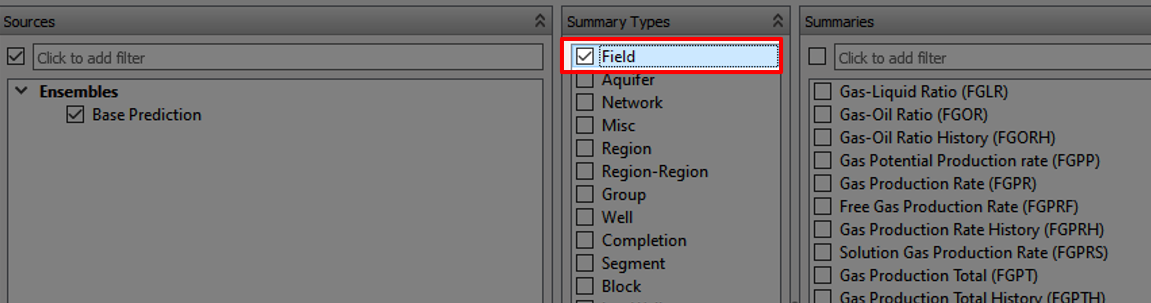 Sources
Click to add filter
Ensembles
Base Prediction
Summary Types
Field
Aquifer
Network
Misc
Region
Region-Region
Group
Well
Completion
Segment
Block
Summaries
Click to add filter
Gas-Liquid Ratio (FGLR)
Gas-Oil Ratio (FGOR)
Gas-Oil Ratio History (FGORH)
Gas Potential Production rate (FGPP)
Gas Production Rate (FGPR)
Free Gas Production Rate (FGPRF)
Gas Production Rate History (FGPRH)
Solution Gas Production Rate (FGPRS)
Gas Production Total (FGPT)
Gas Production Total History (FGPTH)